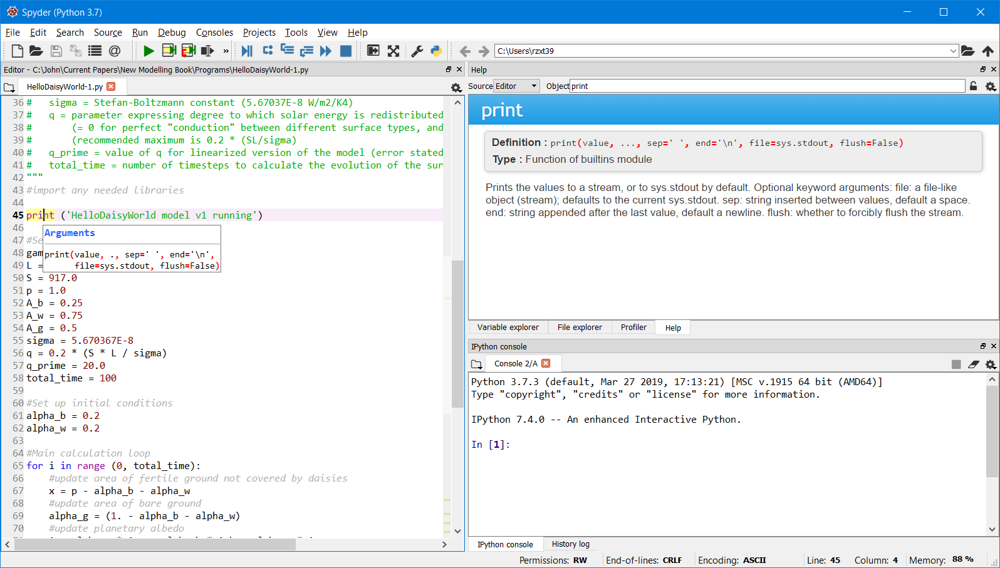 Spyder (Python 3.7)
File Edit Search Source Run Debug Consoles Projects Tools View Help
C:\Users\rzxt39
Editor - C:\John\Current Papers\New Modelling Book\Programs\HelloDaisyWorld-1.py
HelloDaisyWorld-1.py
36 # sigma = Stefan-Boltzmann constant (5.67037E-8 W/m2/K4)
37 # q = parameter expressing degree to which solar energy is redistributed
38 # (= 0 for perfect "conduction" between different surface types, and
39 # (recommended maximum is 0.2 * (SL/sigma)
40 # q_prime = value of q for linearized version of the model (error stated
41 # total_time = number of timesteps to calculate the evolution of the sur
42 """
43 #import any needed libraries
44
45 print ('HelloDaisyWorld model v1 running')
46
Arguments
print(value, ., sep=' ', end='\n',
file=sys.stdout, flush=False)
47 #Se
48 gam
49 L =
50 S = 917.0
51 p = 1.0
52 A_b = 0.25
53 A_w = 0.75
54 A_g = 0.5
55 sigma = 5.670367E-8
56 q = 0.2 * (S * L / sigma)
57 q_prime = 20.0
58 total_time = 100
59
60 #Set up initial conditions
61 alpha_b = 0.2
62 alpha_w = 0.2
63
64 #Main calculation loop
65 for i in range (0, total_time):
66 #update area of fertile ground not covered by daisies
67 x = p - alpha_b - alpha_w
68 #update area of bare ground
69 alpha_g = (1. - alpha_b - alpha_w)
70 #update planetary albedo
Help
Source Editor Object print
print
Definition : print(value, ..., sep=' ', end='\n', file=sys.stdout, flush=False)
Type : Function of builtins module
Prints the values to a stream, or to sys.stdout by default. Optional keyword arguments: file: a file-like
object (stream); defaults to the current sys.stdout. sep: string inserted between values, default a space.
end: string appended after the last value, default a newline. flush: whether to forcibly flush the stream.
Variable explorer File explorer Profiler Help
IPython console
Console 2/A
Python 3.7.3 (default, Mar 27 2019, 17:13:21) [MSC v.1915 64 bit (AMD64)]
Type "copyright", "credits" or "license" for more information.
IPython 7.4.0 -- An enhanced Interactive Python.
In [1]:
IPython console History log
Permissions: RW End-of-lines: CRLF Encoding: ASCII Line: 45 Column: 4 Memory: 88 %